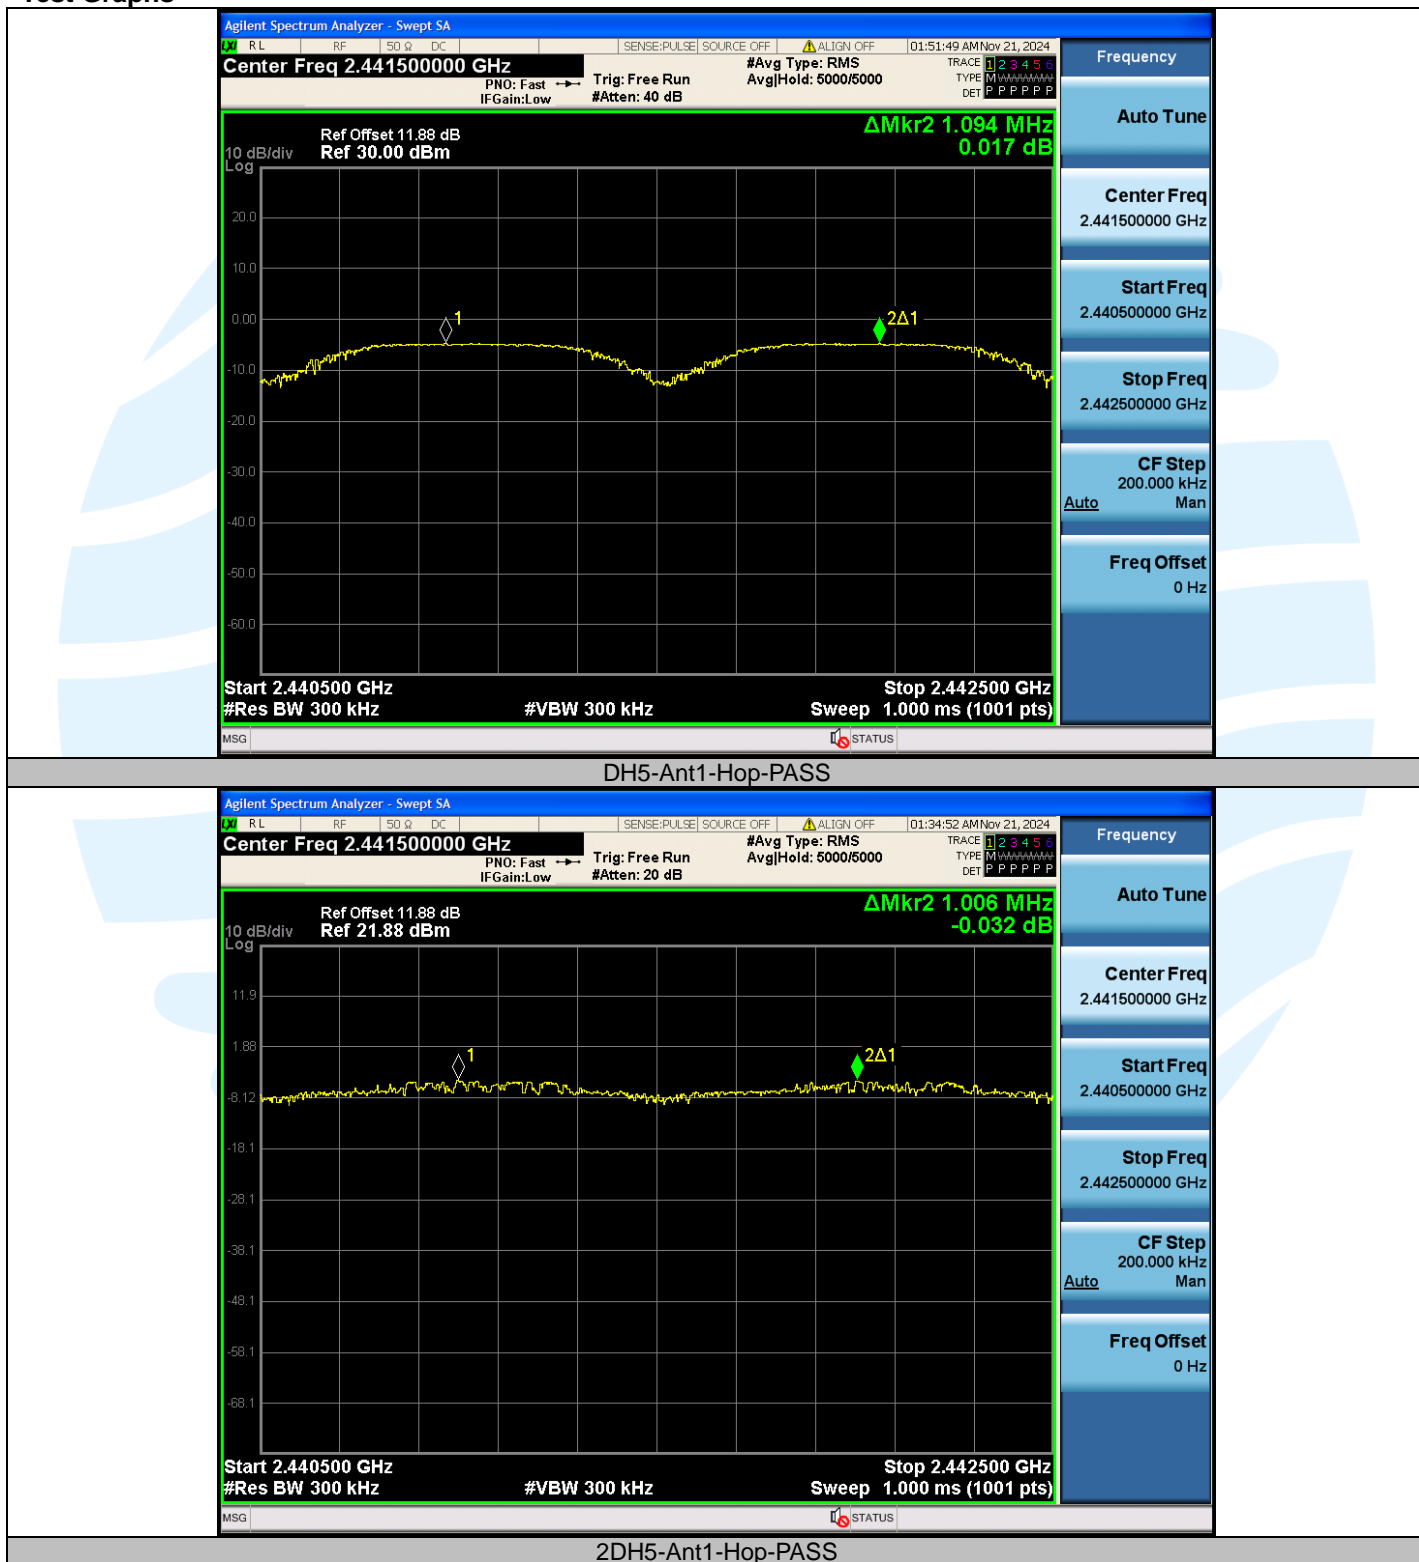 Test Graphs
Agilent Spectrum Analyzer - Swept SA
LXI RL RF 50 Ω DC SENSE:PULSE SOURCE OFF ALIGN OFF 01:51:49 AM Nov 21, 2024
Center Freq 2.441500000 GHz
PNO: Fast
IFGain:Low
Trig: Free Run
#Atten: 40 dB
#Avg Type: RMS
Avg|Hold: 5000/5000
TRACE 1 2 3 4 5 6
TYPE M WWWWW
DET P P P P P P
Ref Offset 11.88 dB
Ref 30.00 dBm
10 dB/div
Log
ΔMkr2 1.094 MHz
0.017 dB
20.0
10.0
0.00
-10.0
-20.0
-30.0
-40.0
-50.0
-60.0
1
2Δ1
Start 2.440500 GHz
Stop 2.442500 GHz
#Res BW 300 kHz
#VBW 300 kHz
Sweep 1.000 ms (1001 pts)
MSG
STATUS
Frequency
Auto Tune
Center Freq
2.441500000 GHz
Start Freq
2.440500000 GHz
Stop Freq
2.442500000 GHz
CF Step
200.000 kHz
Auto Man
Freq Offset
0 Hz
DH5-Ant1-Hop-PASS
Agilent Spectrum Analyzer - Swept SA
LXI RL RF 50 Ω DC SENSE:PULSE SOURCE OFF ALIGN OFF 01:34:52 AM Nov 21, 2024
Center Freq 2.441500000 GHz
PNO: Fast
IFGain:Low
Trig: Free Run
#Atten: 20 dB
#Avg Type: RMS
Avg|Hold: 5000/5000
TRACE 1 2 3 4 5 6
TYPE M WWWWW
DET P P P P P P
Ref Offset 11.88 dB
Ref 21.88 dBm
10 dB/div
Log
ΔMkr2 1.006 MHz
-0.032 dB
11.9
1.88
-8.12
-18.1
-28.1
-38.1
-48.1
-58.1
-68.1
1
2Δ1
Start 2.440500 GHz
Stop 2.442500 GHz
#Res BW 300 kHz
#VBW 300 kHz
Sweep 1.000 ms (1001 pts)
MSG
STATUS
Frequency
Auto Tune
Center Freq
2.441500000 GHz
Start Freq
2.440500000 GHz
Stop Freq
2.442500000 GHz
CF Step
200.000 kHz
Auto Man
Freq Offset
0 Hz
2DH5-Ant1-Hop-PASS